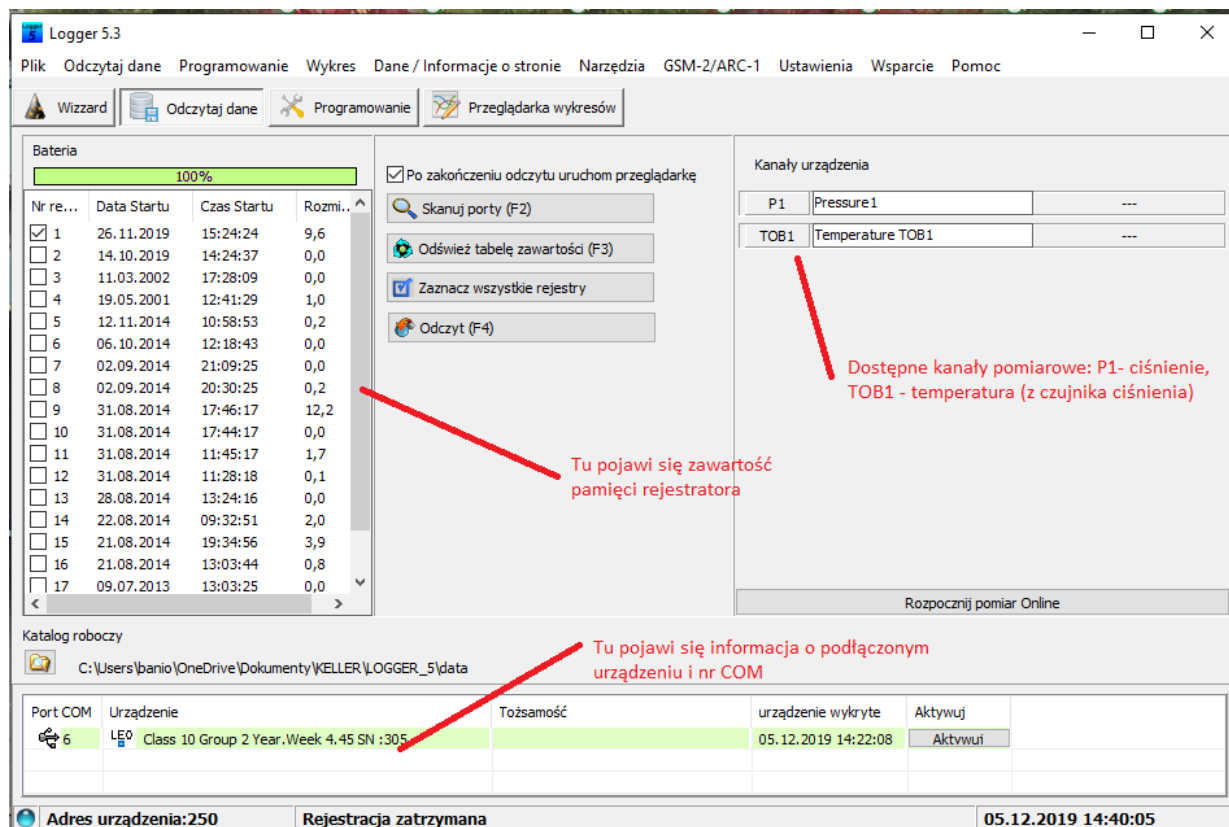 Logger 5.3
Plik Odczytaj dane Programowanie Wykres Dane / Informacje o stronie Narzędzia GSM-2/ARC-1 Ustawienia Wsparcie Pomoc
Wizzard Odczytaj dane Programowanie Przeglądarka wykresów
Bateria
100%
Nr re... Data Startu Czas Startu Rozmi..
1 26.11.2019 15:24:24 9,6
2 14.10.2019 14:24:37 0,0
3 11.03.2002 17:28:09 0,0
4 19.05.2001 12:41:29 1,0
5 12.11.2014 10:58:53 0,2
6 06.10.2014 12:18:43 0,0
7 02.09.2014 21:09:25 0,0
8 02.09.2014 20:30:25 0,2
9 31.08.2014 17:46:17 12,2
10 31.08.2014 17:44:17 0,0
11 31.08.2014 11:45:17 1,7
12 31.08.2014 11:28:18 0,1
13 28.08.2014 13:24:16 0,0
14 22.08.2014 09:32:51 2,0
15 21.08.2014 19:34:56 3,9
16 21.08.2014 13:03:44 0,8
17 09.07.2013 13:03:25 0,0
Po zakończeniu odczytu uruchom przeglądarkę
Skanuj porty (F2)
Odśwież tabelę zawartości (F3)
Zaznacz wszystkie rejestry
Odczyt (F4)
Tu pojawi się zawartość
pamięci rejestratora
Kanały urządzenia
P1 Pressure1 ---
TOB1 Temperature TOB1 ---
Dostępne kanały pomiarowe: P1- ciśnienie,
TOB1 - temperatura (z czujnika ciśnienia)
Rozpocznij pomiar Online
Katalog roboczy
C:\Users\banio\OneDrive\Dokumenty\KELLER\LOGGER_5\data
Tu pojawi się informacja o podłączonym
urządzeniu i nr COM
Port COM Urządzenie Tożsamość urządzenie wykryte Aktywuj
6 LEO Class 10 Group 2 Year.Week 4.45 SN :305 05.12.2019 14:22:08 Aktywuj
Adres urządzenia:250 Rejestracja zatrzymana 05.12.2019 14:40:05